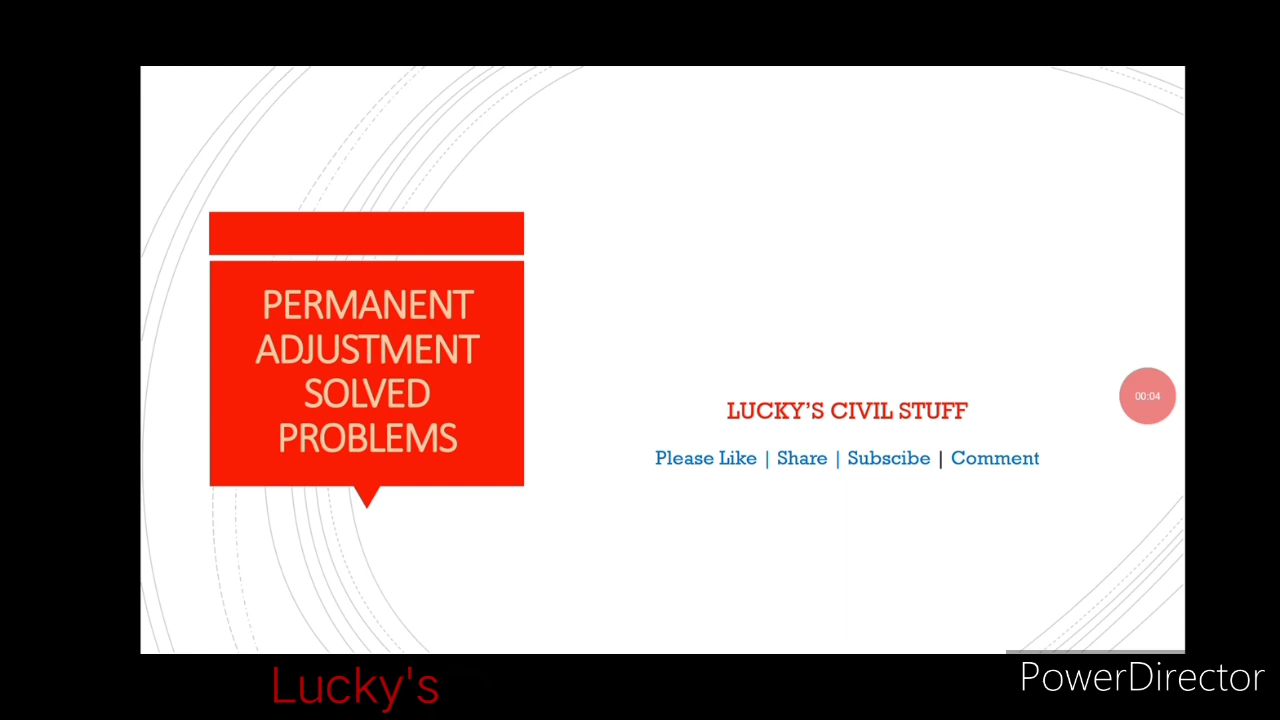 PERMANENT
ADJUSTMENT
SOLVED
PROBLEMS
LUCKY'S CIVIL STUFF
Please Like | Share | Subscibe | Comment
00:04
Lucky's
PowerDirector